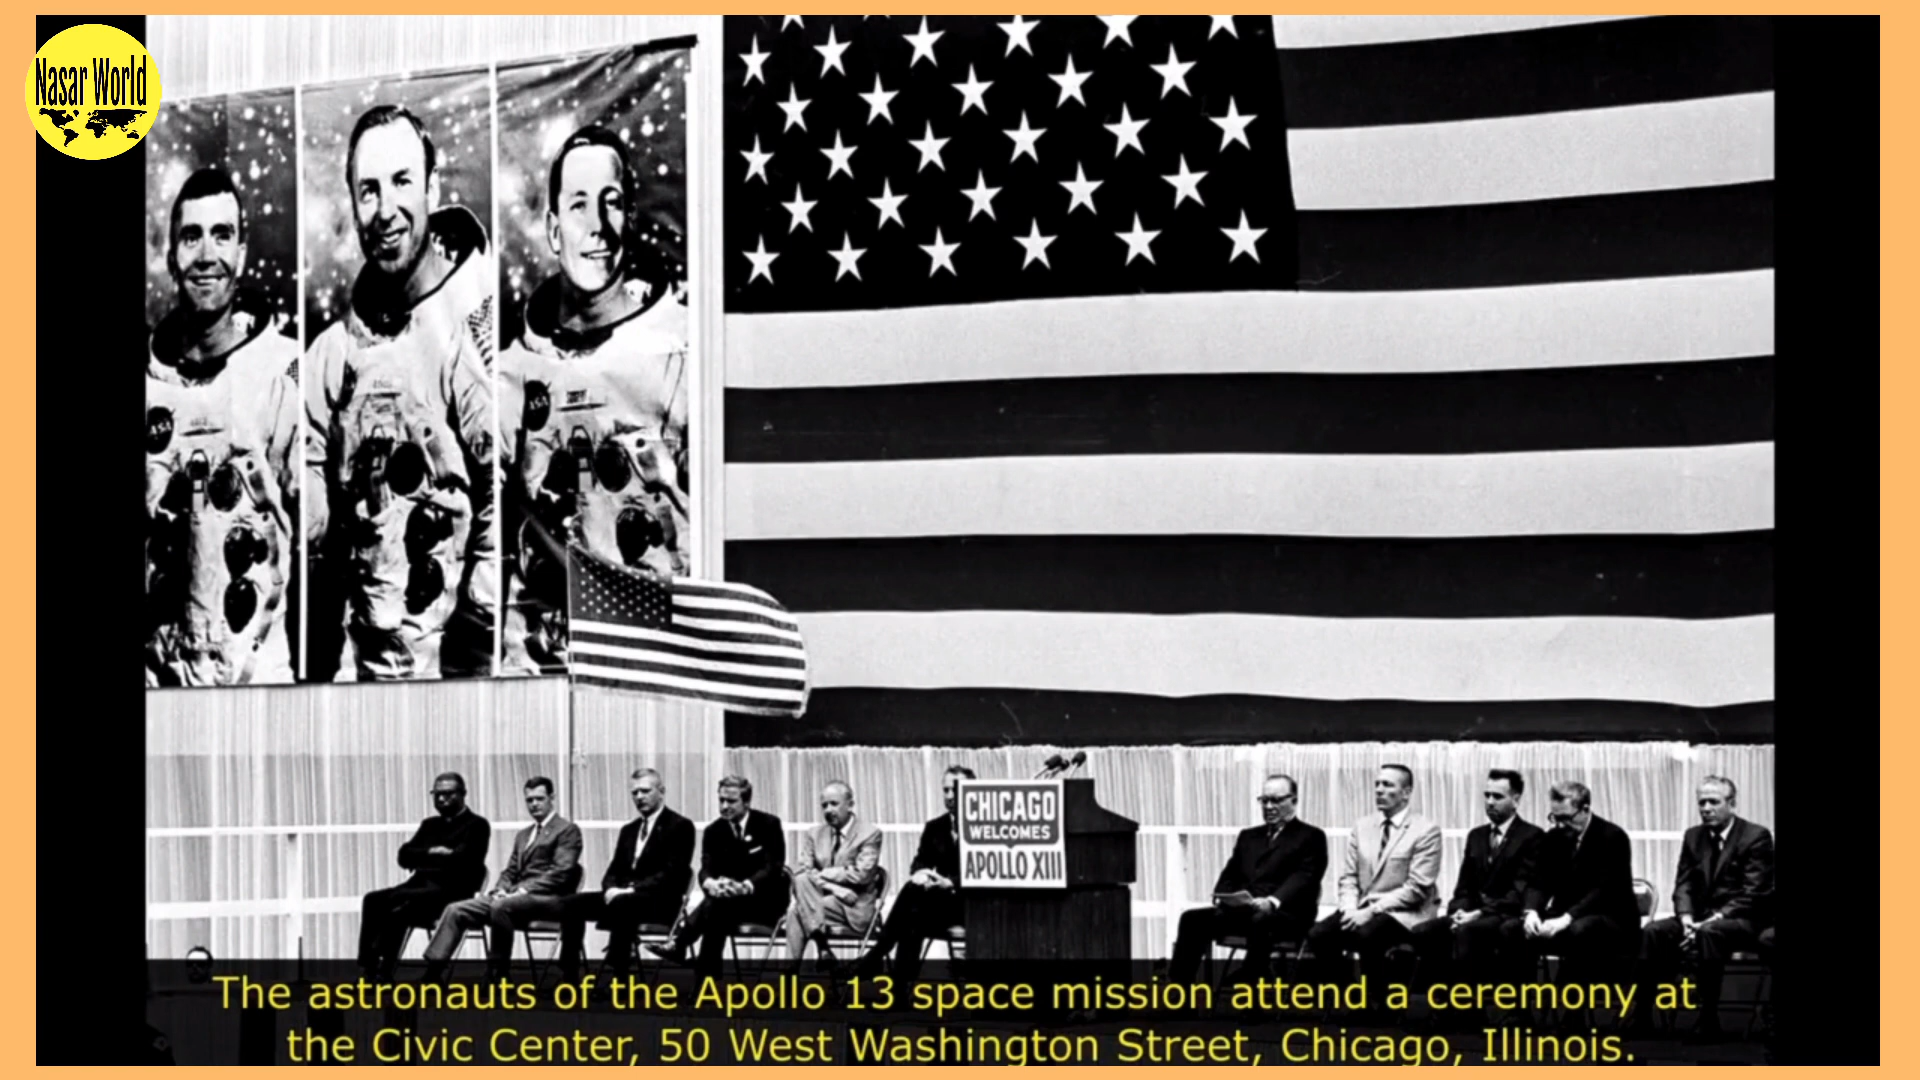 Nasar World
CHICAGO
WELCOMES
APOLLO XIII
The astronauts of the Apollo 13 space mission attend a ceremony at
the Civic Center, 50 West Washington Street, Chicago, Illinois.